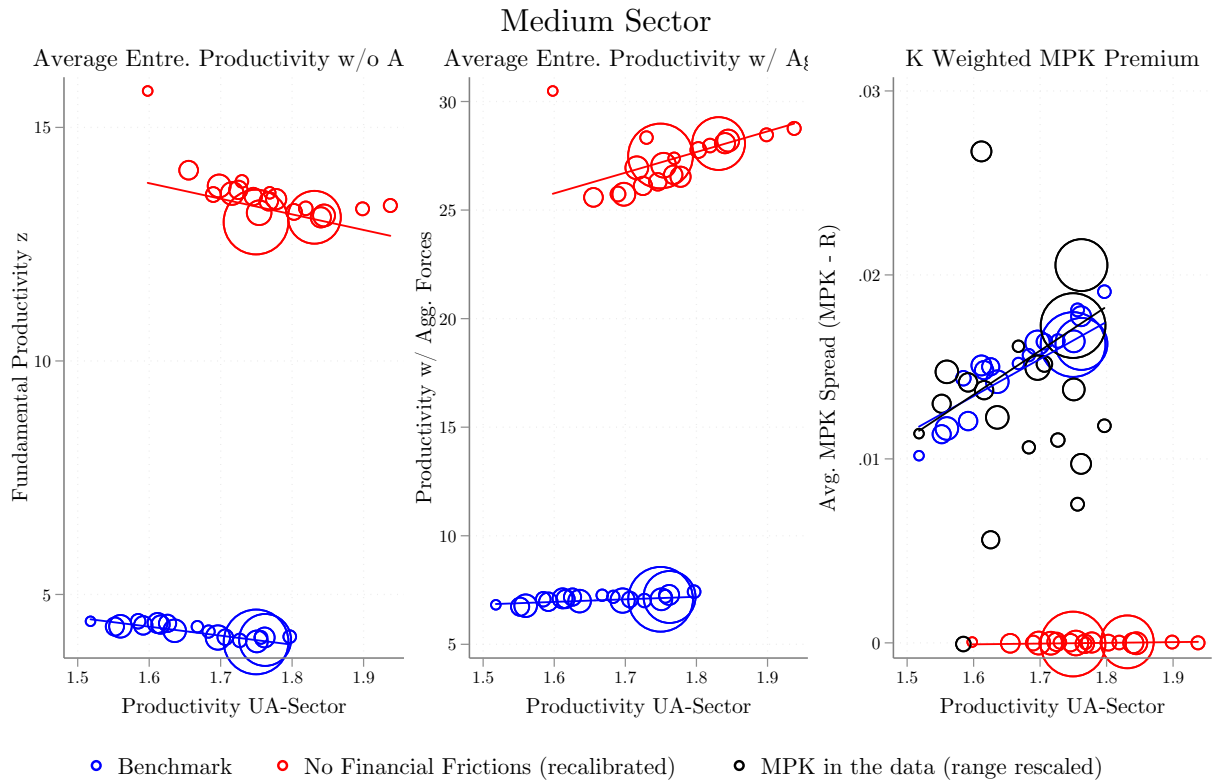 Medium Sector
Average Entre. Productivity w/o A
Average Entre. Productivity w/ Ag
K Weighted MPK Premium
Fundamental Productivity z
15
10
5
1.5 1.6 1.7 1.8 1.9
Productivity UA-Sector
Productivity w/ Agg. Forces
30
25
20
15
10
5
1.5 1.6 1.7 1.8 1.9
Productivity UA-Sector
Avg. MPK Spread (MPK - R)
.03
.02
.01
0
1.5 1.6 1.7 1.8 1.9
Productivity UA-Sector
Benchmark No Financial Frictions (recalibrated) MPK in the data (range rescaled)